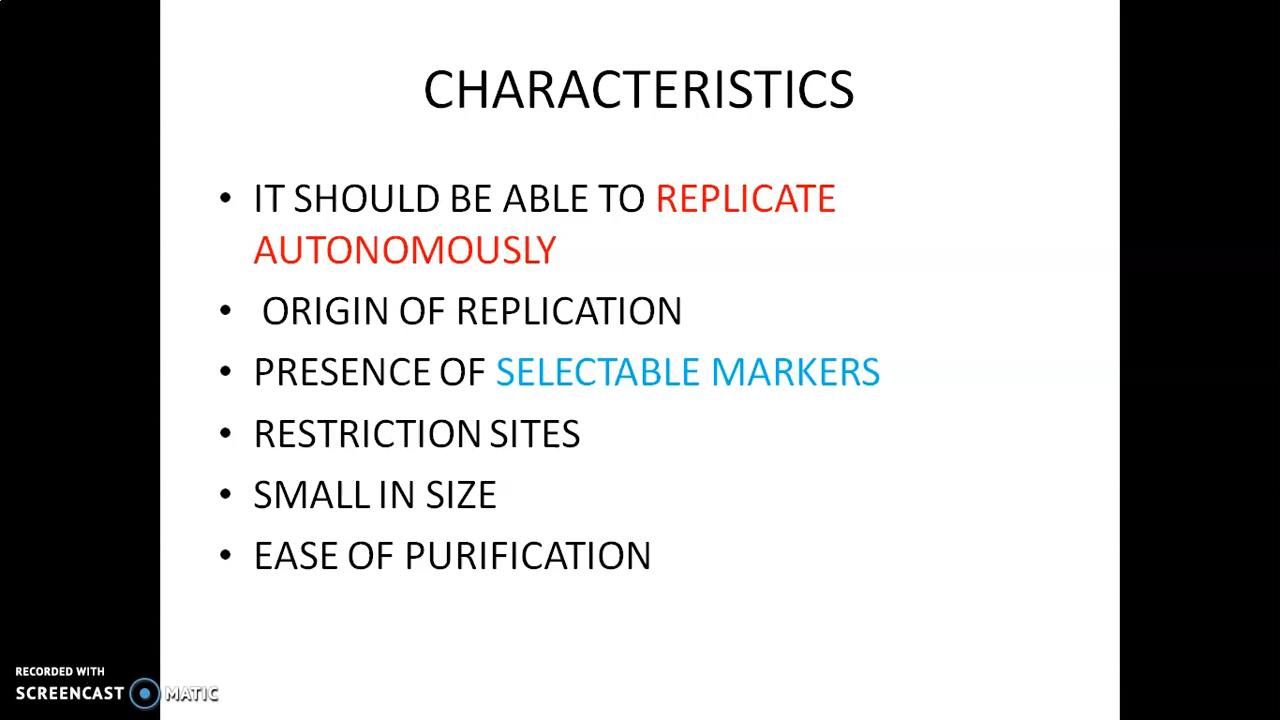 CHARACTERISTICS
• IT SHOULD BE ABLE TO REPLICATE
AUTONOMOUSLY
• ORIGIN OF REPLICATION
• PRESENCE OF SELECTABLE MARKERS
• RESTRICTION SITES
• SMALL IN SIZE
• EASE OF PURIFICATION
RECORDED WITH
SCREENCAST MATIC